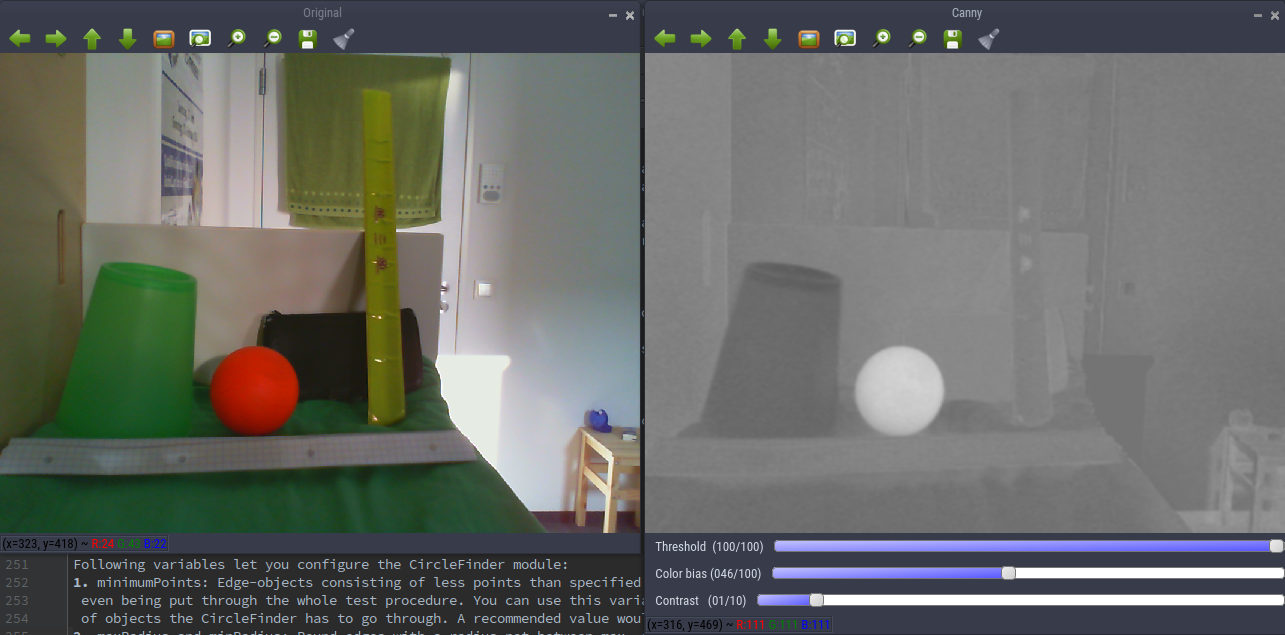 Original
Canny
(x=323, y=418) ~ R:24 G:43 B:22
251 Following variables let you configure the CircleFinder module:
252 1. minimumPoints: Edge-objects consisting of less points than specified
253 even being put through the whole test procedure. You can use this varia
254 of objects the CircleFinder has to go through. A recommended value wou
Threshold (100/100)
Color bias (046/100)
Contrast (01/10)
(x=316, y=469) ~ R:111 G:111 B:111